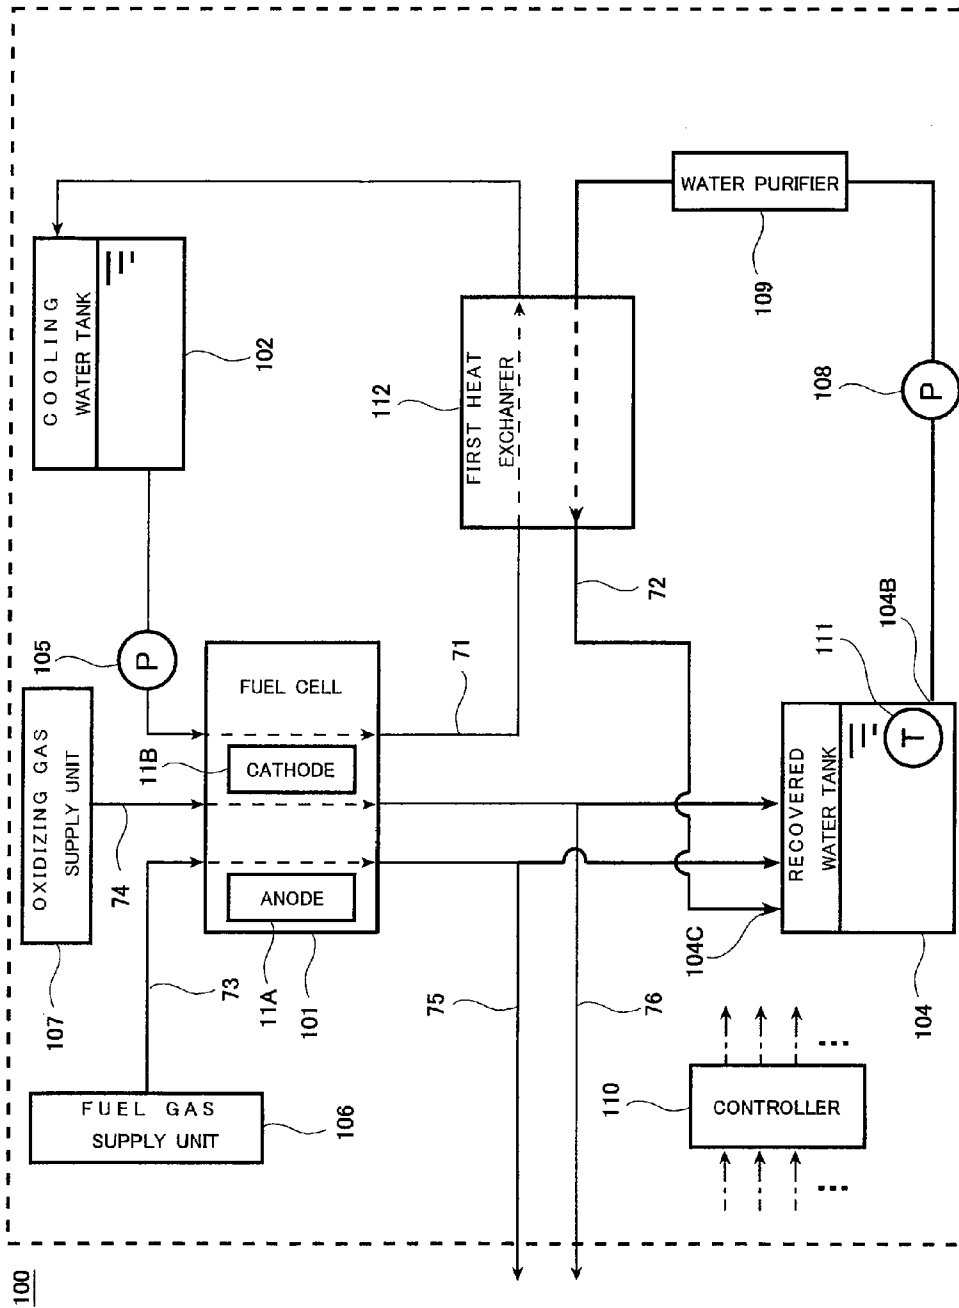 100
OXIDIZING GAS
SUPPLY UNIT
107
74
105
P
COOLING
WATER TANK
102
FUEL GAS
SUPPLY UNIT
106
73
FUEL CELL
11B
CATHODE
ANODE
11A
101
71
112
FIRST HEAT
EXCHANFER
75
76
72
WATER PURIFIER
109
108
P
110
CONTROLLER
104C
RECOVERED
WATER TANK
104
T
111
104B